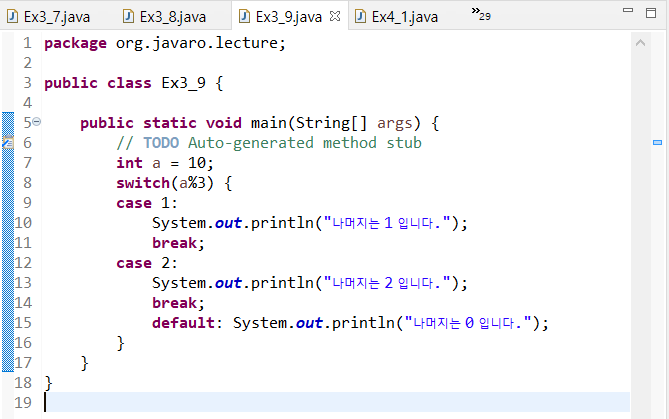 Ex3_7.java Ex3_8.java Ex3_9.java Ex4_1.java »29
1 package org.javaro.lecture;
2
3 public class Ex3_9 {
4
5 public static void main(String[] args) {
6 // TODO Auto-generated method stub
7 int a = 10;
8 switch(a%3) {
9 case 1:
10 System.out.println("나머지는 1 입니다.");
11 break;
12 case 2:
13 System.out.println("나머지는 2 입니다.");
14 break;
15 default: System.out.println("나머지는 0 입니다.");
16 }
17 }
18 }
19